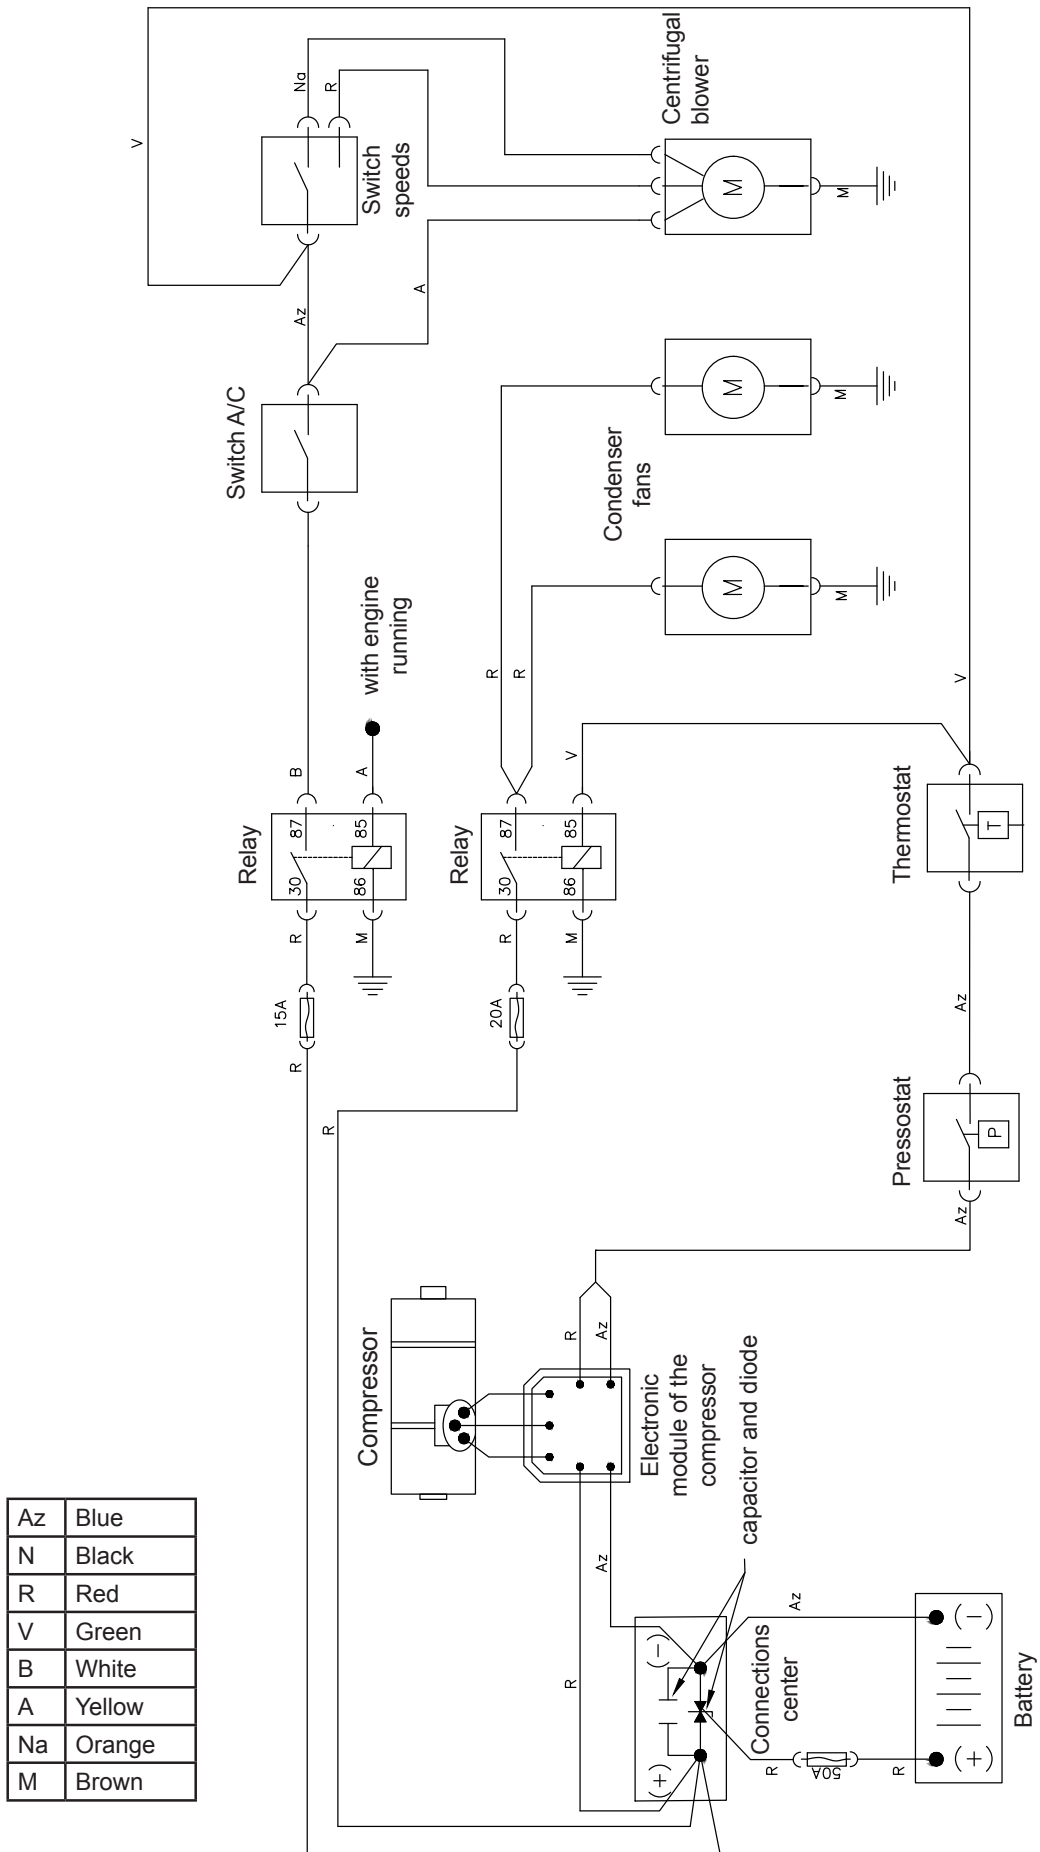 V
Na
R
Switch
speeds
Centrifugal
blower
M
M
Az
A
Switch A/C
M
M
Condenser
fans
M
M
with engine
running
R
R
V
B
A
V
Relay
87
85
30
86
Relay
87
85
30
86
Thermostat
T
R
M
R
M
15A
20A
Az
R
R
Pressostat
P
Az
Compressor
R
Az
Electronic
module of the
compressor
capacitor and diode
Az
R
(-)
(+)
Connections
center
Az
R
50A
R
(-)
(+)
Battery
Az Blue
N Black
R Red
V Green
B White
A Yellow
Na Orange
M Brown